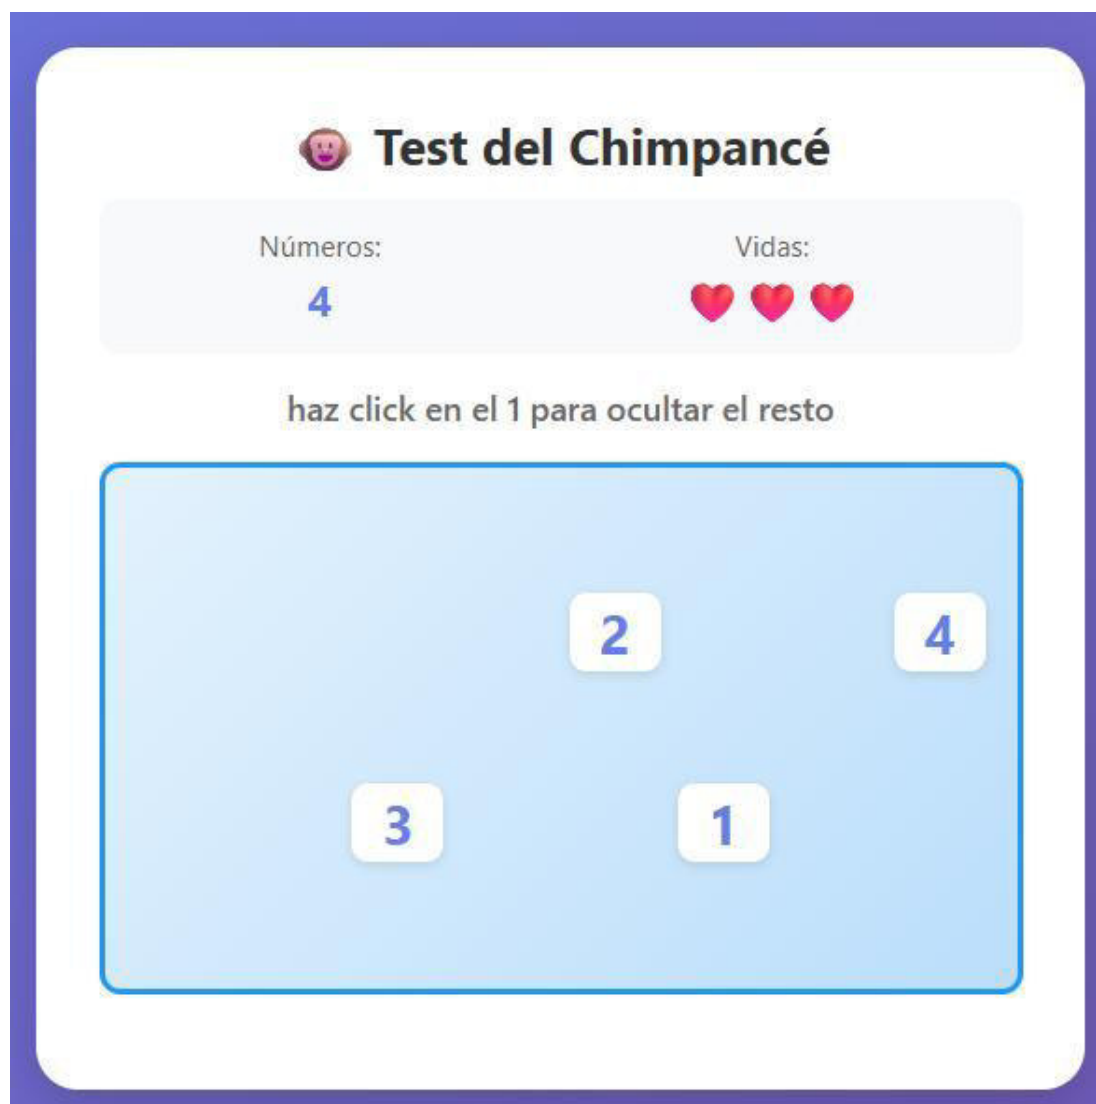 Test del Chimpancé
Números: Vidas:
4
haz click en el 1 para ocultar el resto
2 4
3 1